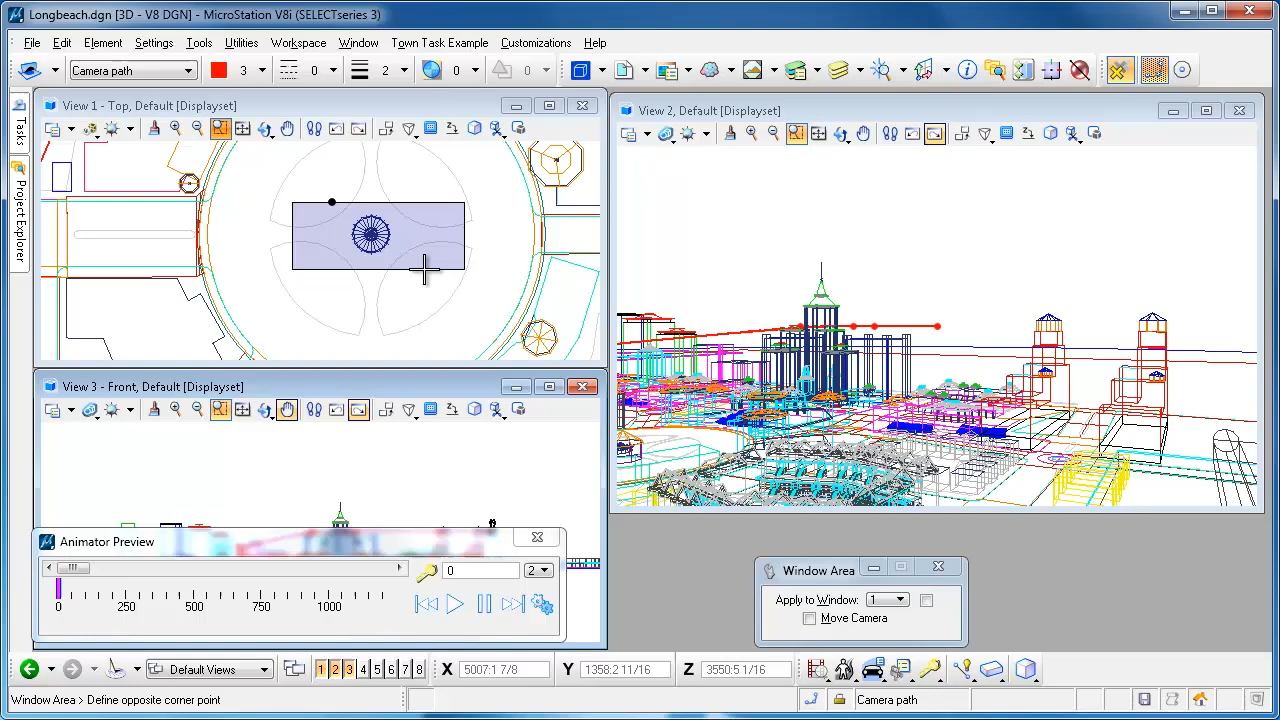 Longbeach.dgn [3D - V8 DGN] - MicroStation V8i (SELECTseries 3)
File Edit Element Settings Tools Utilities Workspace Window Town Task Example Customizations Help
Camera path 3 0 2 0 0
Tasks
Project Explorer
View 1 - Top, Default [Displayset]
View 2, Default [Displayset]
View 3 - Front, Default [Displayset]
Animator Preview
0 2
0 250 500 750 1000
Window Area
Apply to Window: 1
Move Camera
Default Views 1 2 3 4 5 6 7 8 X 5007:1 7/8 Y 1358:2 11/16 Z 3550:5 1/16
Window Area > Define opposite corner point Camera path